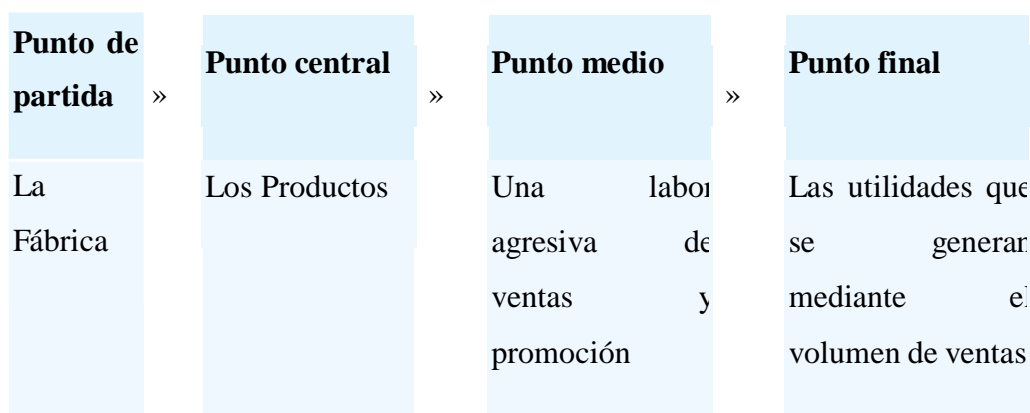 Punto de
partida
»
Punto central
»
Punto medio
»
Punto final
La
Fábrica
Los Productos
Una labor
agresiva de
ventas y
promoción
Las utilidades que
se generan
mediante el
volumen de ventas